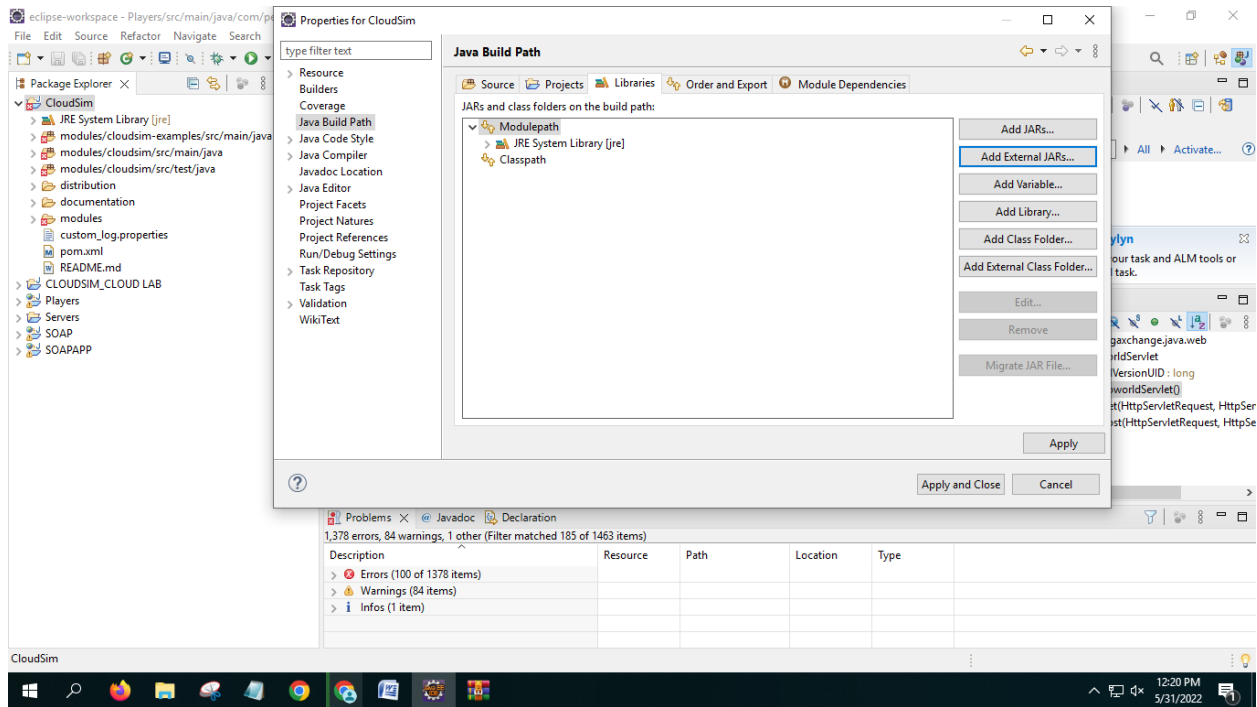 eclipse-workspace - Players/src/main/java/com/pe
File Edit Source Refactor Navigate Search
Package Explorer
CloudSim
JRE System Library [jre]
modules/cloudsim-examples/src/main/java
modules/cloudsim/src/main/java
modules/cloudsim/src/test/java
distribution
documentation
modules
custom_log.properties
pom.xml
README.md
CLOUDSIM_CLOUD LAB
Players
Servers
SOAP
SOAPAPP
Properties for CloudSim
type filter text
Resource
Builders
Coverage
Java Build Path
Java Code Style
Java Compiler
Javadoc Location
Java Editor
Project Facets
Project Natures
Project References
Run/Debug Settings
Task Repository
Task Tags
Validation
WikiText
Java Build Path
Source Projects Libraries Order and Export Module Dependencies
JARs and class folders on the build path:
Modulepath
JRE System Library [jre]
Classpath
Add JARs...
Add External JARs...
Add Variable...
Add Library...
Add Class Folder...
Add External Class Folder...
Edit...
Remove
Migrate JAR File...
Apply
Apply and Close Cancel
All Activate...
ylyn
our task and ALM tools or
task.
gaxchange.java.web
orldServlet
lVersionUID : long
oworldServlet()
et(HttpServletRequest, HttpSer
ost(HttpServletRequest, HttpSe
Problems @ Javadoc Declaration
1,378 errors, 84 warnings, 1 other (Filter matched 185 of 1463 items)
Description Resource Path Location Type
Errors (100 of 1378 items)
Warnings (84 items)
Infos (1 item)
CloudSim
12:20 PM
5/31/2022
1